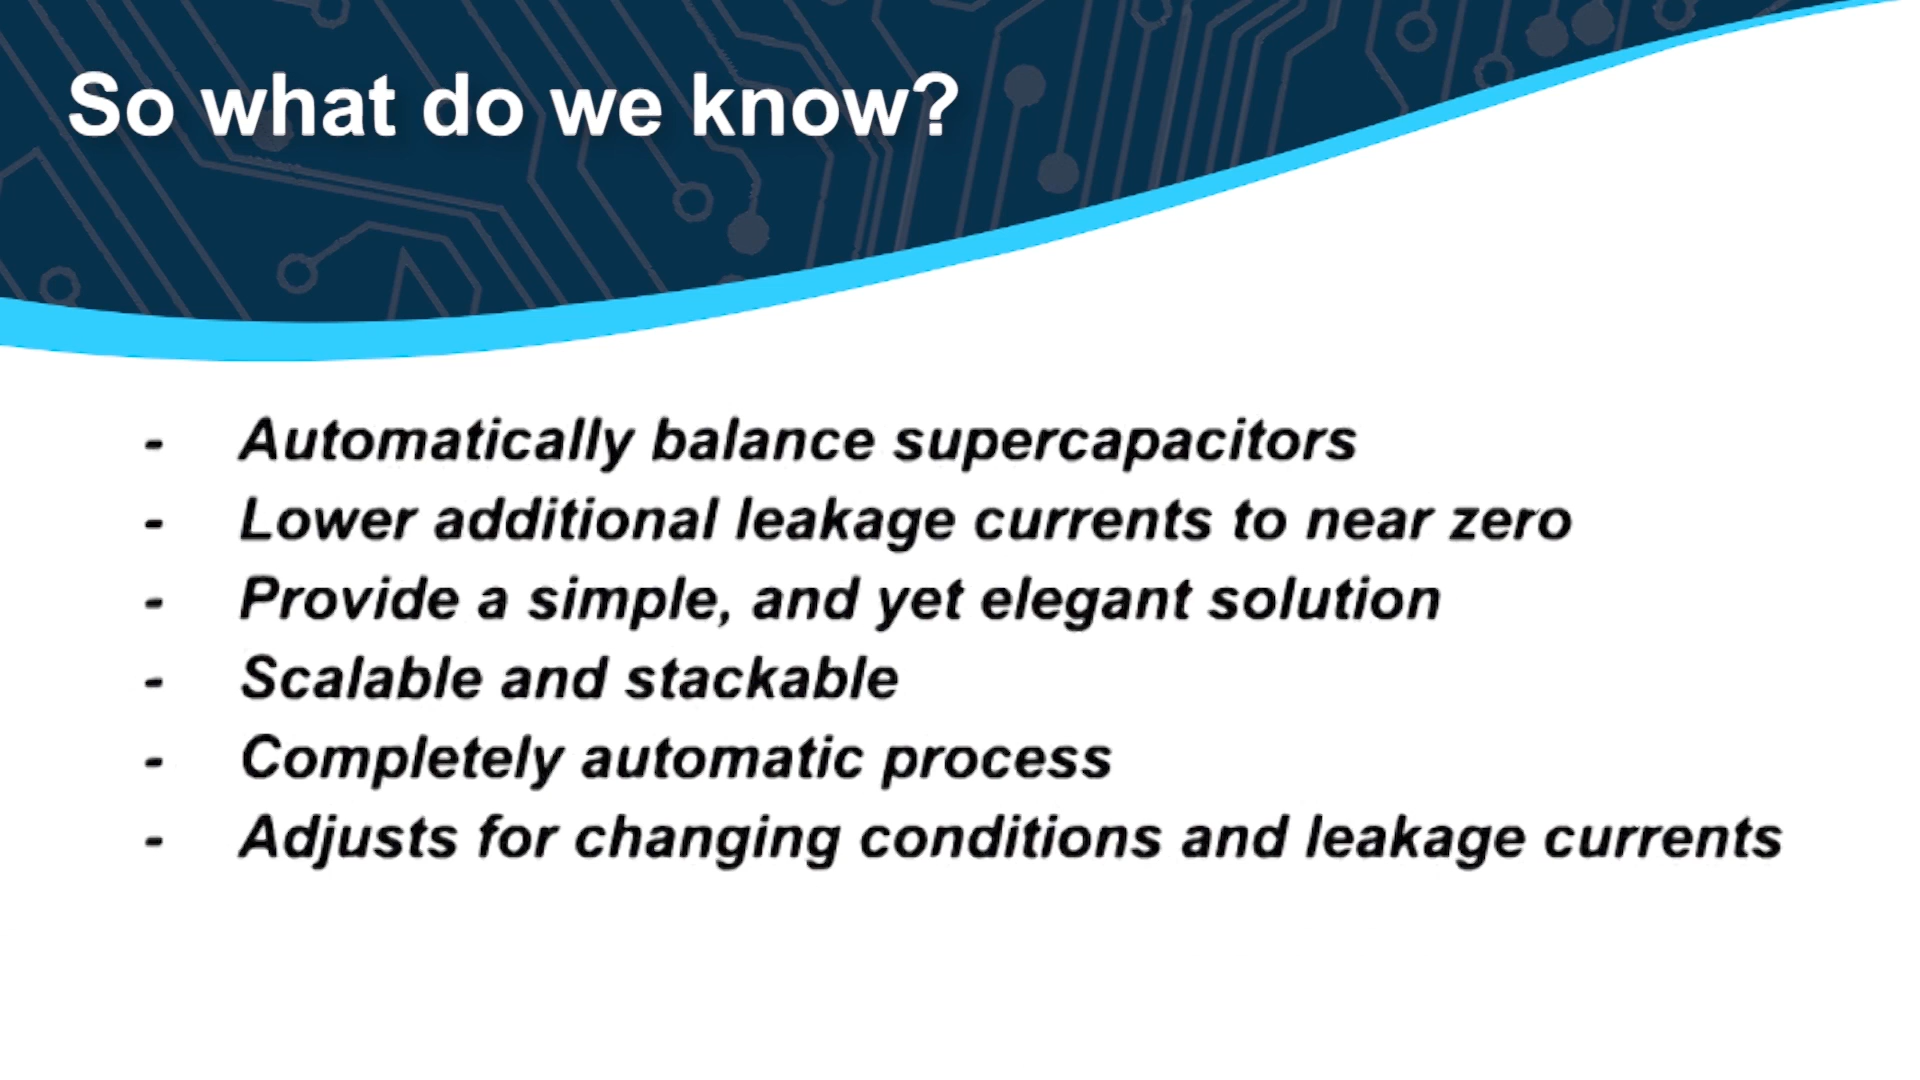 So what do we know?
- Automatically balance supercapacitors
- Lower additional leakage currents to near zero
- Provide a simple, and yet elegant solution
- Scalable and stackable
- Completely automatic process
- Adjusts for changing conditions and leakage currents